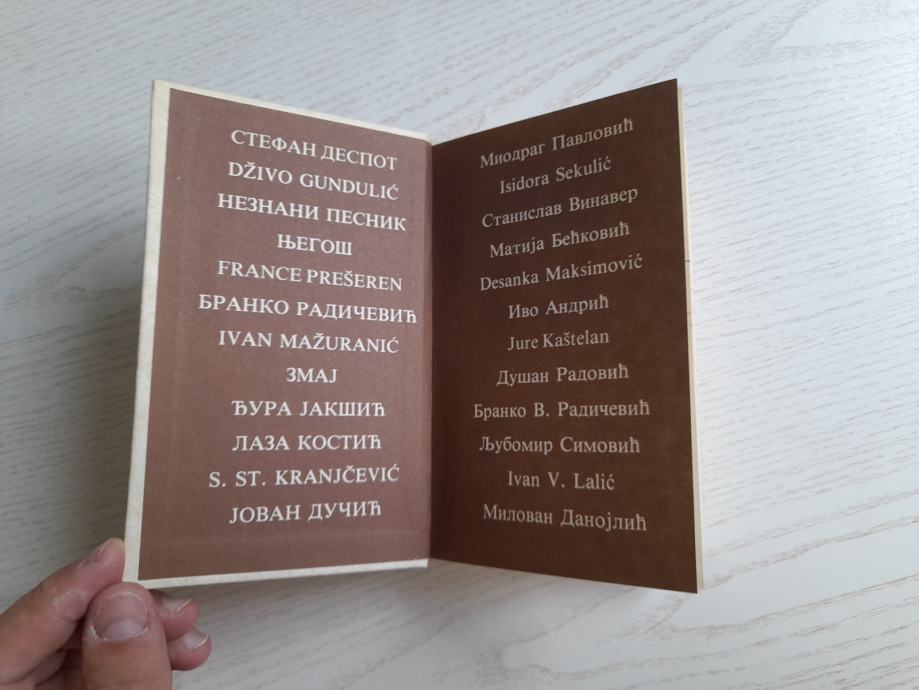 СТЕФАН ДЕСПОТ
DŽIVO GUNDULIĆ
НЕЗНАНИ ПЕСНИК
ЊЕГОШ
FRANCE PREŠEREN
БРАНКО РАДИЧЕВИЋ
IVAN MAŽURANIĆ
ЗМАЈ
ЂУРА ЈАКШИЋ
ЛАЗА КОСТИЋ
S. ST. KRANJČEVIĆ
ЈОВАН ДУЧИЋ
Миодраг Павловић
Isidora Sekulić
Станислав Винавер
Матија Бећковић
Desanka Maksimović
Иво Андрић
Jure Kaštelan
Душан Радовић
Бранко В. Радичевић
Љубомир Симовић
Ivan V. Lalić
Милован Данојлић